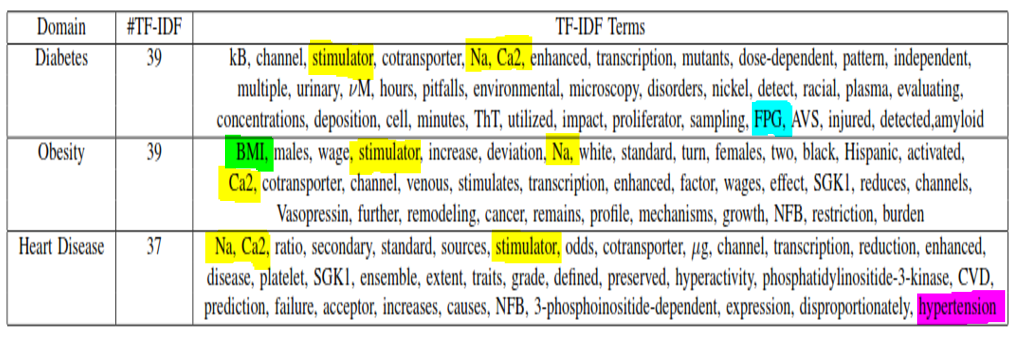 Domain #TF-IDF TF-IDF Terms
Diabetes 39 kB, channel, stimulator, cotransporter, Na, Ca2, enhanced, transcription, mutants, dose-dependent, pattern, independent,
multiple, urinary, νM, hours, pitfalls, environmental, microscopy, disorders, nickel, detect, racial, plasma, evaluating,
concentrations, deposition, cell, minutes, ThT, utilized, impact, proliferator, sampling, FPG, AVS, injured, detected,amyloid
Obesity 39 BMI, males, wage, stimulator, increase, deviation, Na, white, standard, turn, females, two, black, Hispanic, activated,
Ca2, cotransporter, channel, venous, stimulates, transcription, enhanced, factor, wages, effect, SGK1, reduces, channels,
Vasopressin, further, remodeling, cancer, remains, profile, mechanisms, growth, NFB, restriction, burden
Heart Disease 37 Na, Ca2, ratio, secondary, standard, sources, stimulator, odds, cotransporter, μg, channel, transcription, reduction, enhanced,
disease, platelet, SGK1, ensemble, extent, traits, grade, defined, preserved, hyperactivity, phosphatidylinositide-3-kinase, CVD,
prediction, failure, acceptor, increases, causes, NFB, 3-phosphoinositide-dependent, expression, disproportionately, hypertension